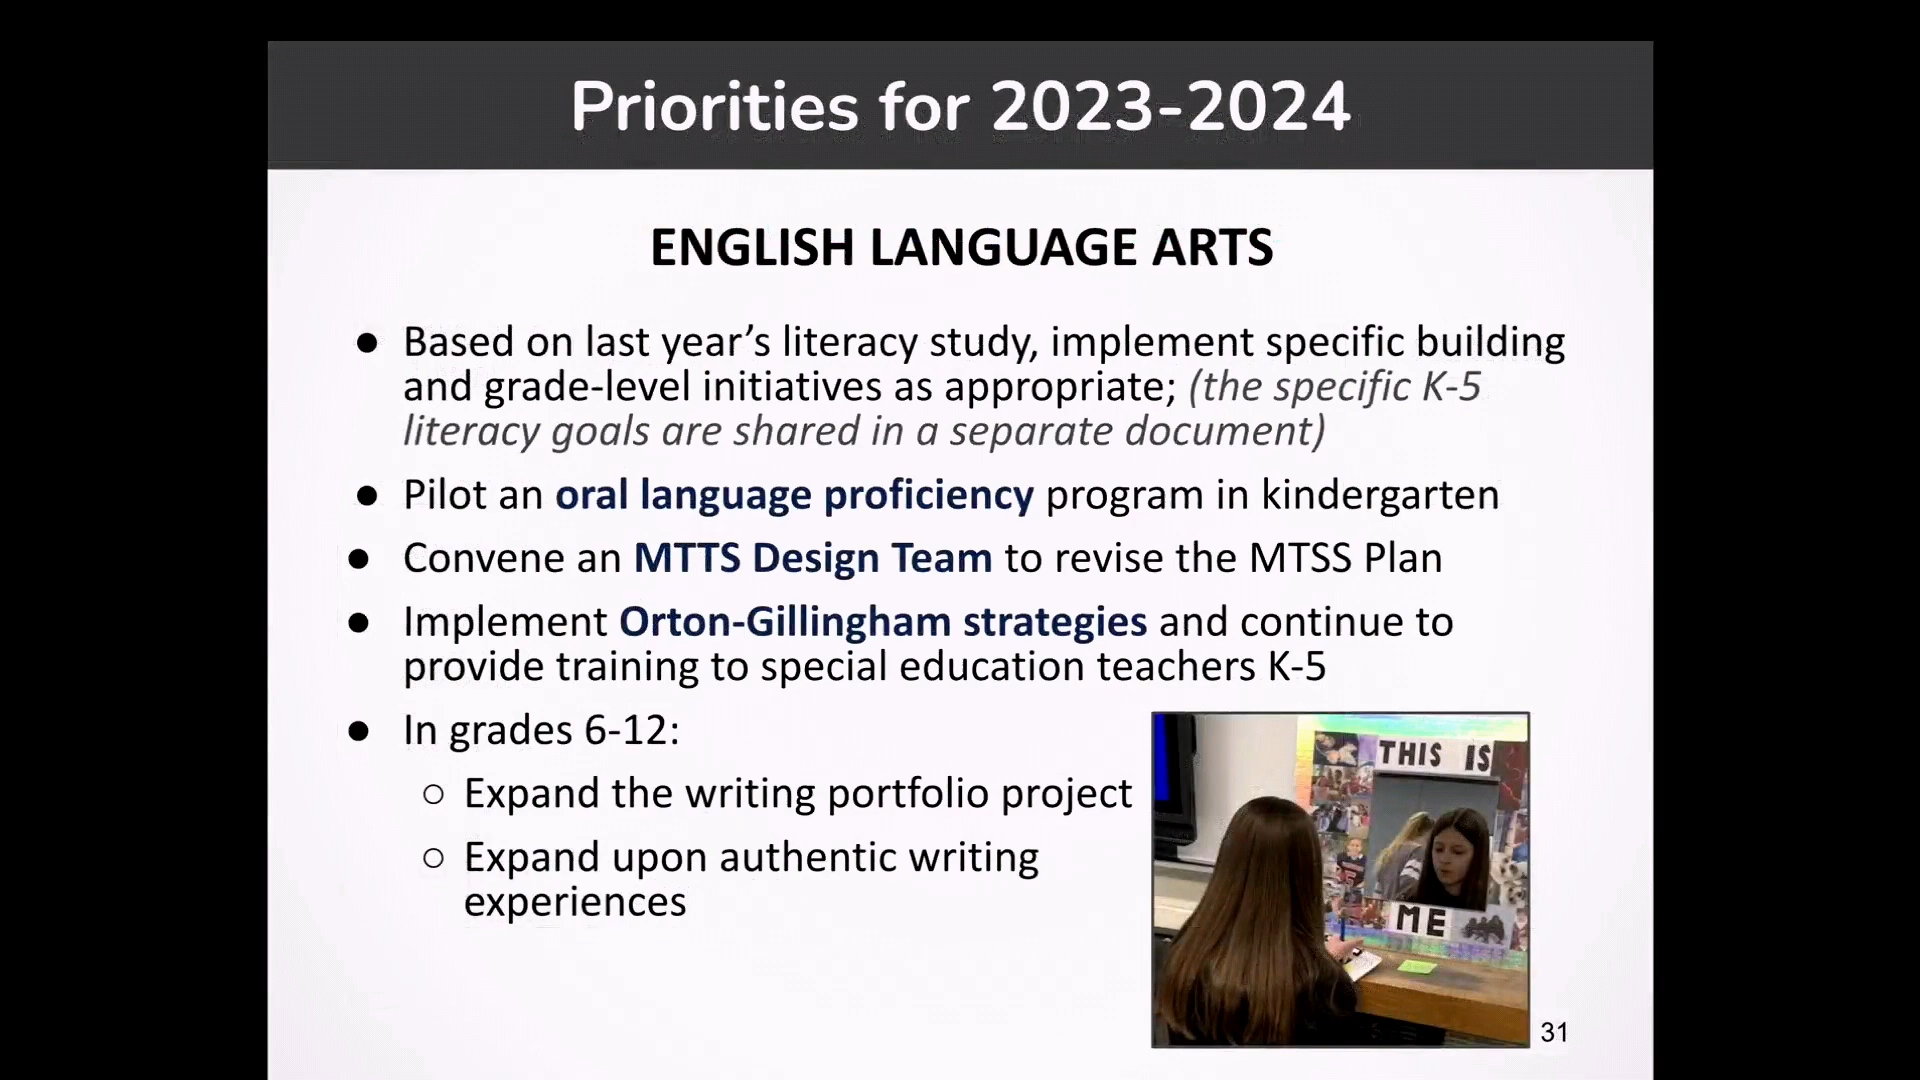 Priorities for 2023-2024
ENGLISH LANGUAGE ARTS
● Based on last year’s literacy study, implement specific building
and grade-level initiatives as appropriate; (the specific K-5
literacy goals are shared in a separate document)
● Pilot an oral language proficiency program in kindergarten
● Convene an MTTS Design Team to revise the MTSS Plan
● Implement Orton-Gillingham strategies and continue to
provide training to special education teachers K-5
● In grades 6-12:
○ Expand the writing portfolio project
○ Expand upon authentic writing
experiences
THIS IS
ME
31